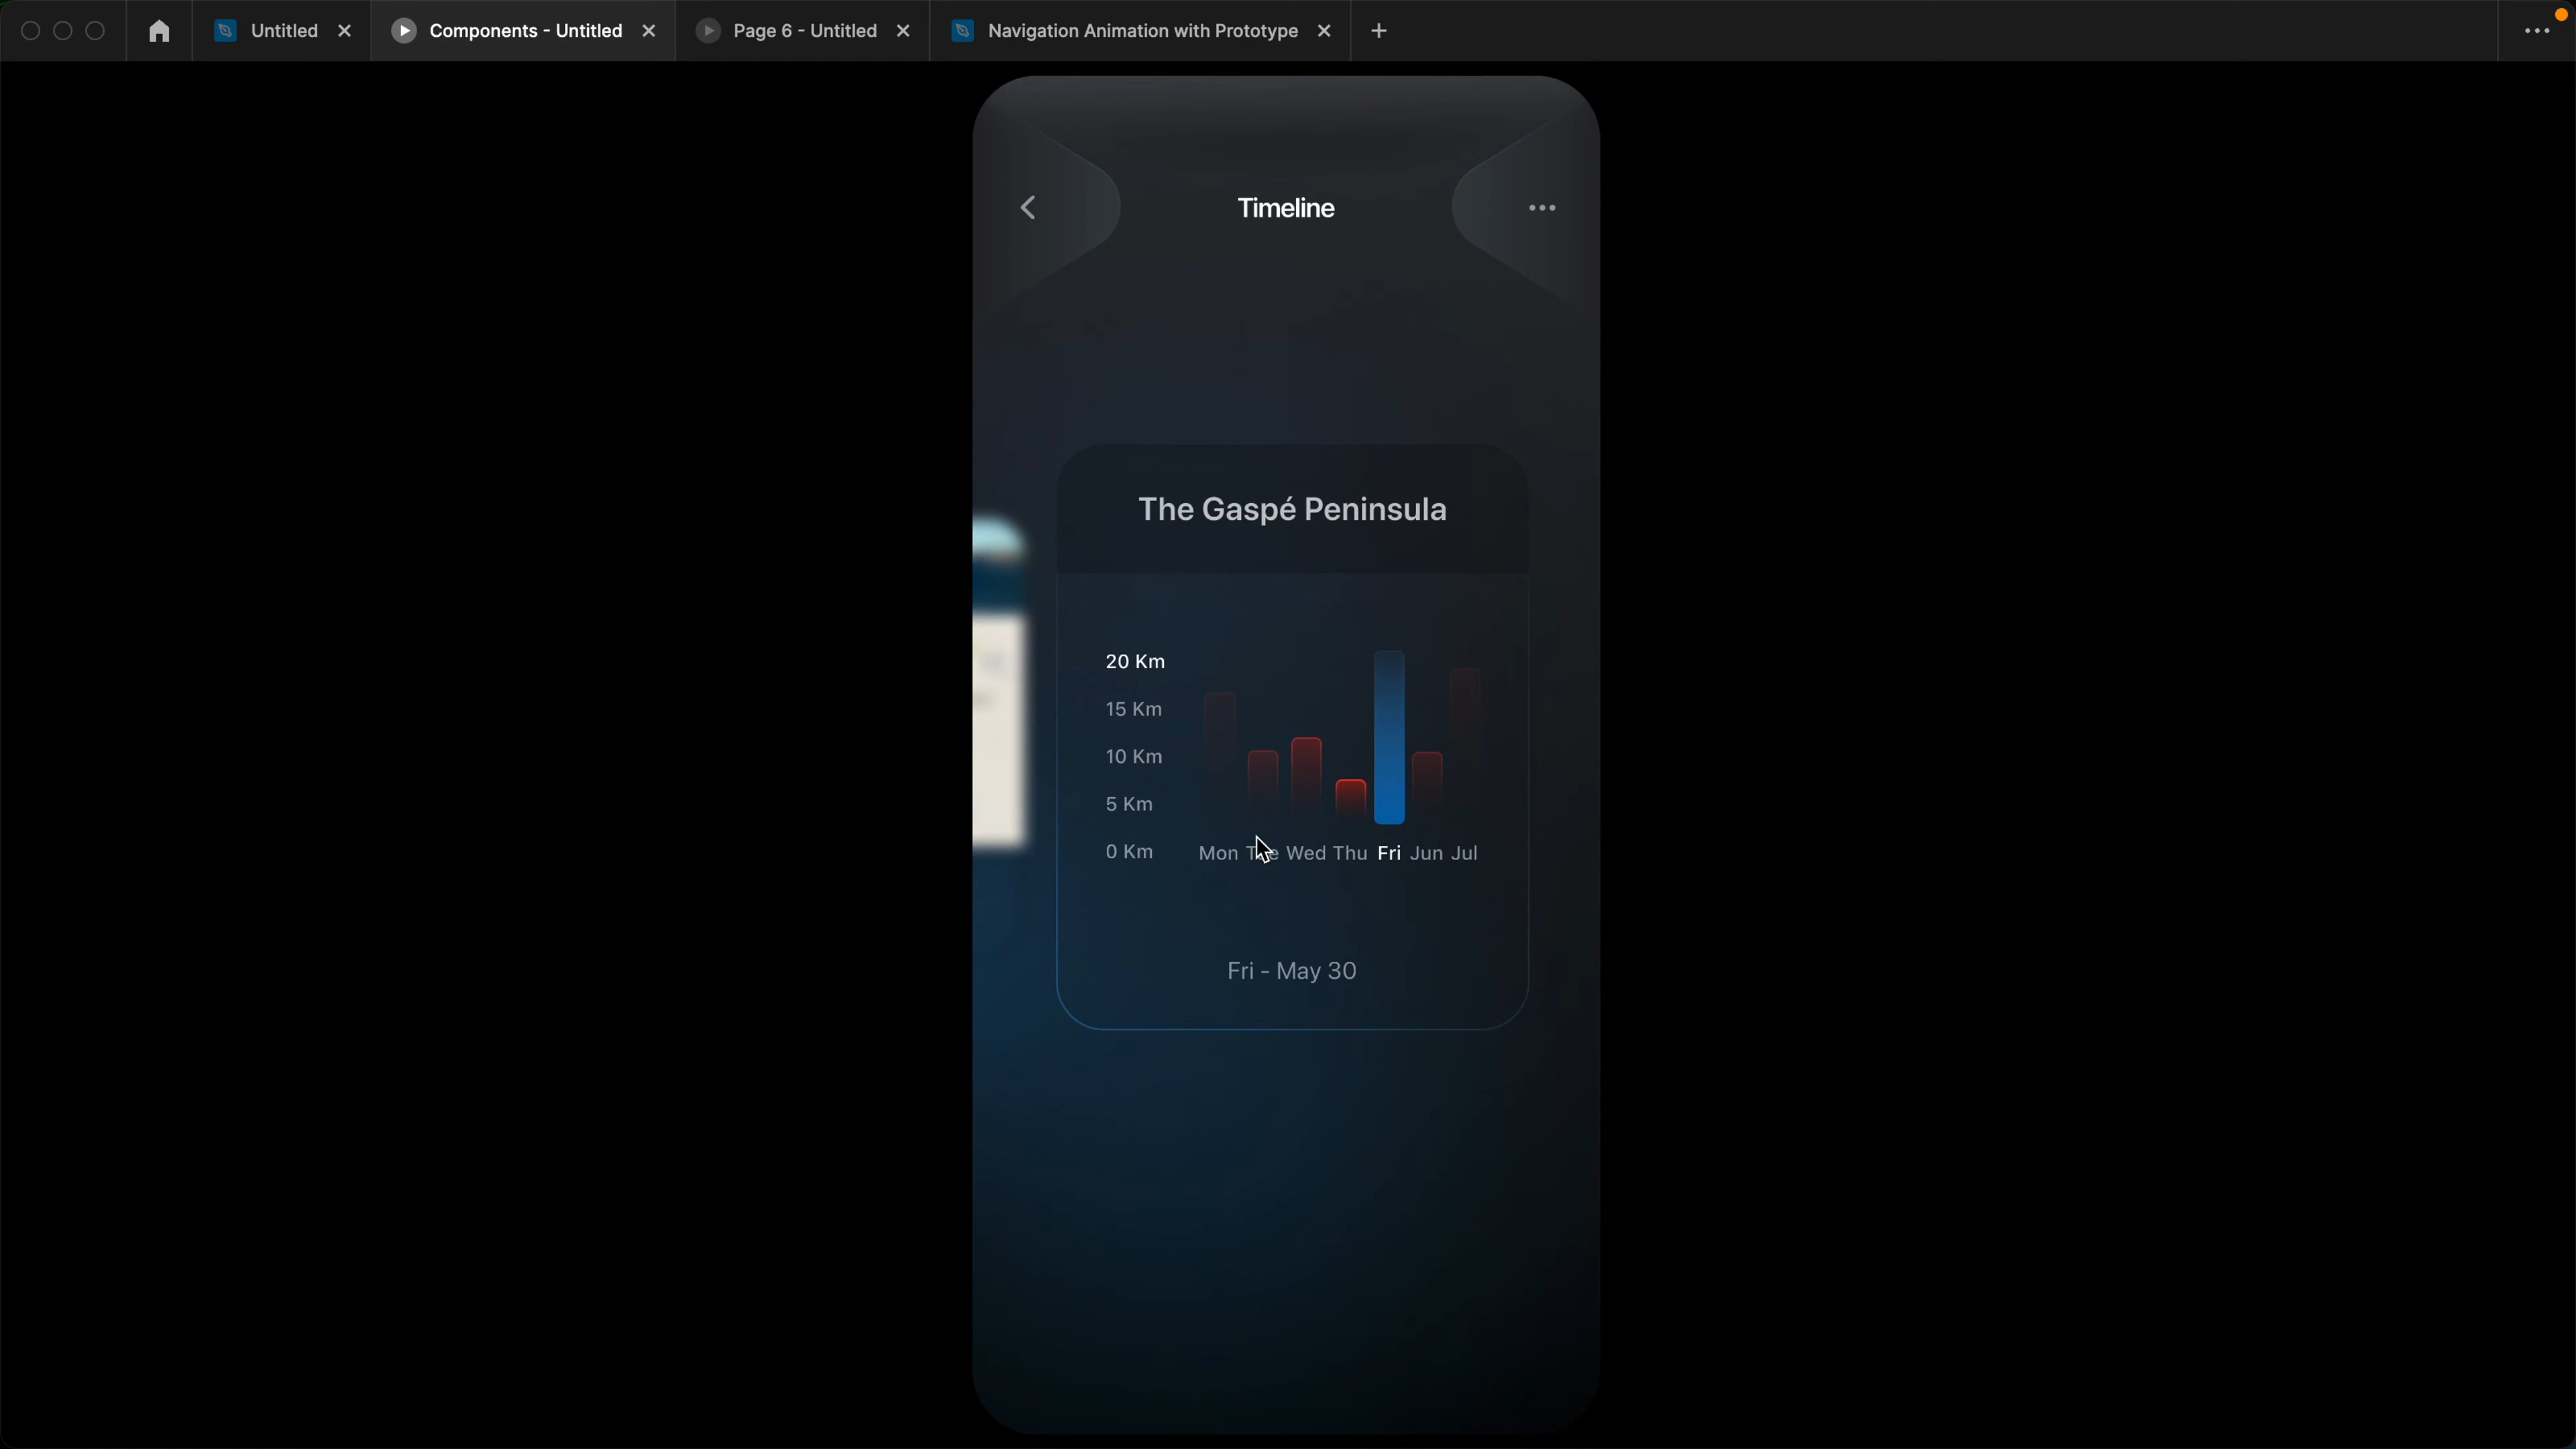 Untitled
Components - Untitled
Page 6 - Untitled
Navigation Animation with Prototype
Timeline
The Gaspé Peninsula
20 Km
15 Km
10 Km
5 Km
0 Km
Mon Wed Thu Fri Jun Jul
Fri - May 30